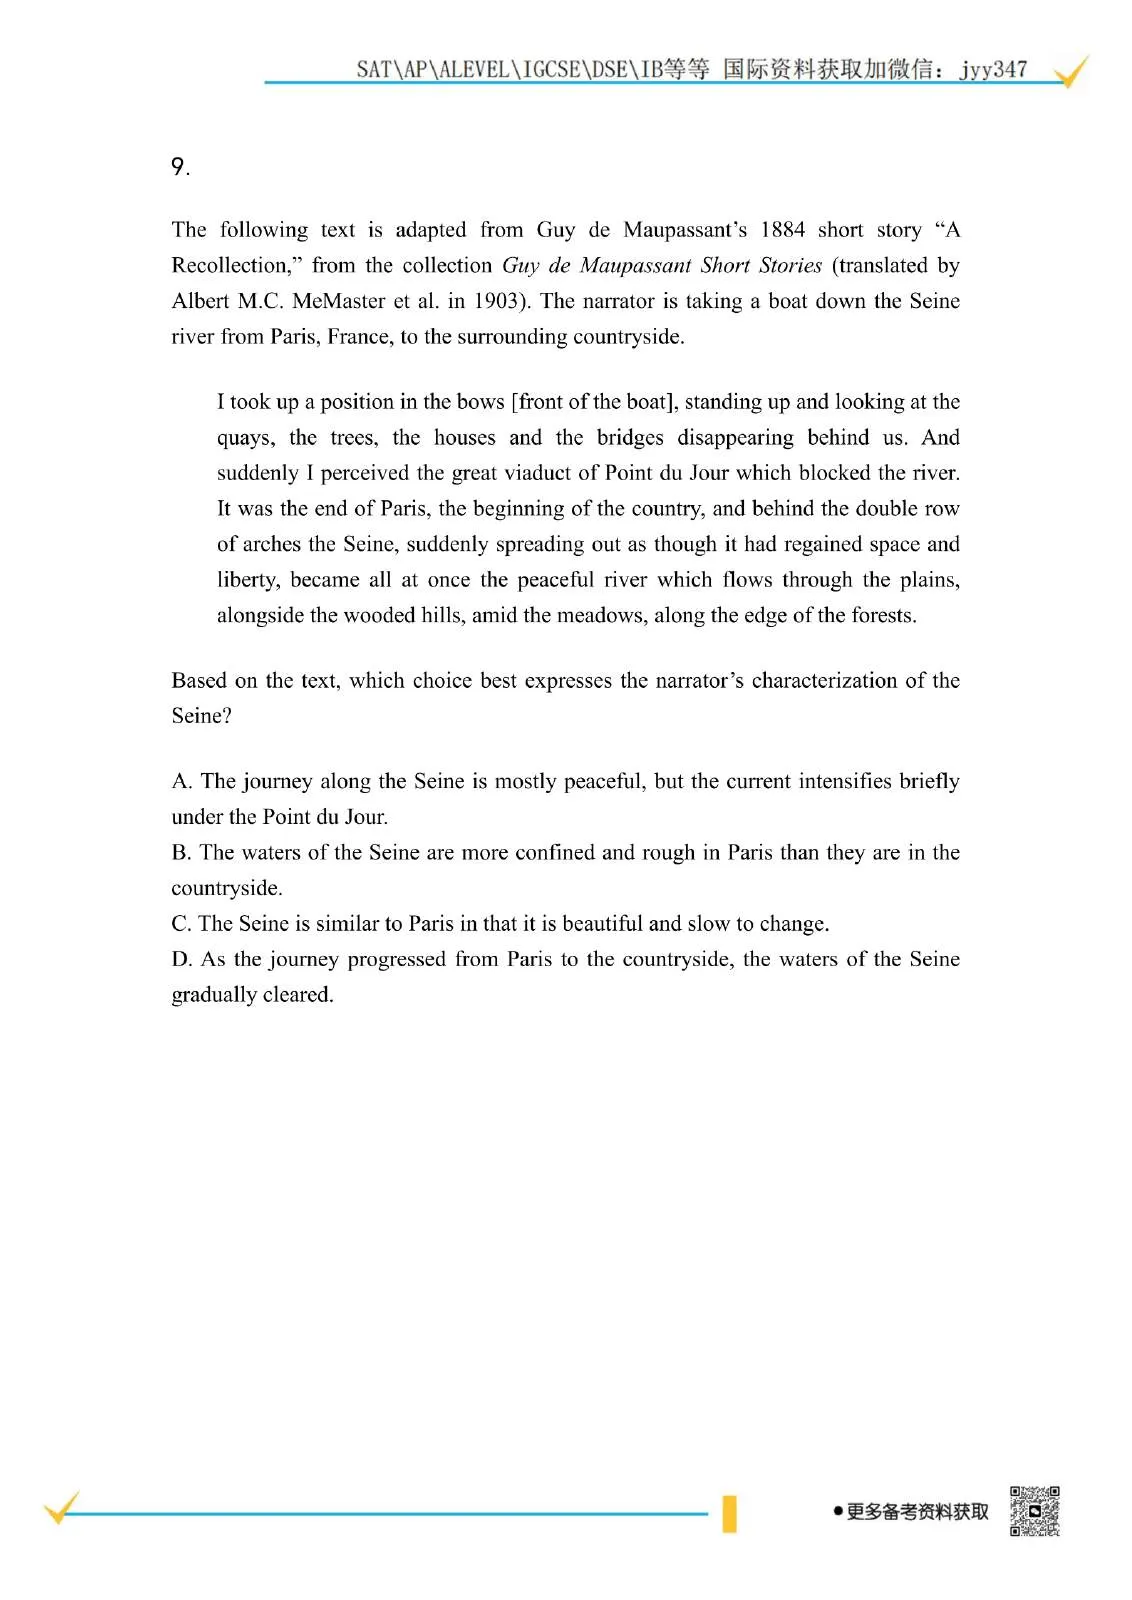 SAT\AP\ALEVEL\IGCSE\DSE\IB等等 国际资料获取加微信：jyy347
9.
The following text is adapted from Guy de Maupassant’s 1884 short story “A
Recollection,” from the collection Guy de Maupassant Short Stories (translated by
Albert M.C. MeMaster et al. in 1903). The narrator is taking a boat down the Seine
river from Paris, France, to the surrounding countryside.
I took up a position in the bows [front of the boat], standing up and looking at the
quays, the trees, the houses and the bridges disappearing behind us. And
suddenly I perceived the great viaduct of Point du Jour which blocked the river.
It was the end of Paris, the beginning of the country, and behind the double row
of arches the Seine, suddenly spreading out as though it had regained space and
liberty, became all at once the peaceful river which flows through the plains,
alongside the wooded hills, amid the meadows, along the edge of the forests.
Based on the text, which choice best expresses the narrator’s characterization of the
Seine?
A. The journey along the Seine is mostly peaceful, but the current intensifies briefly
under the Point du Jour.
B. The waters of the Seine are more confined and rough in Paris than they are in the
countryside.
C. The Seine is similar to Paris in that it is beautiful and slow to change.
D. As the journey progressed from Paris to the countryside, the waters of the Seine
gradually cleared.
●更多备考资料获取